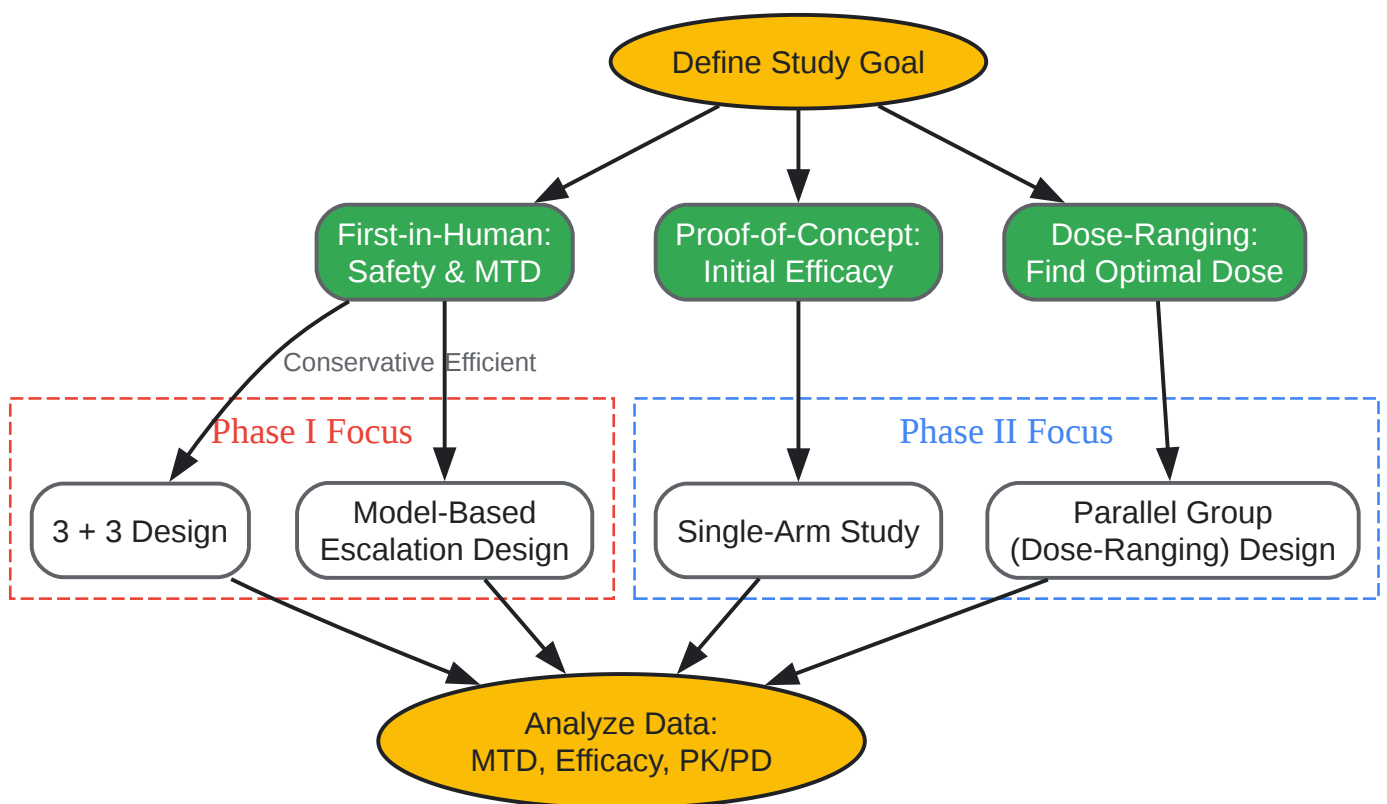 Define Study Goal
First-in-Human:
Safety & MTD
Proof-of-Concept:
Initial Efficacy
Dose-Ranging:
Find Optimal Dose
Conservative
Efficient
Phase I Focus
Phase II Focus
3 + 3 Design
Model-Based
Escalation Design
Single-Arm Study
Parallel Group
(Dose-Ranging) Design
Analyze Data:
MTD, Efficacy, PK/PD